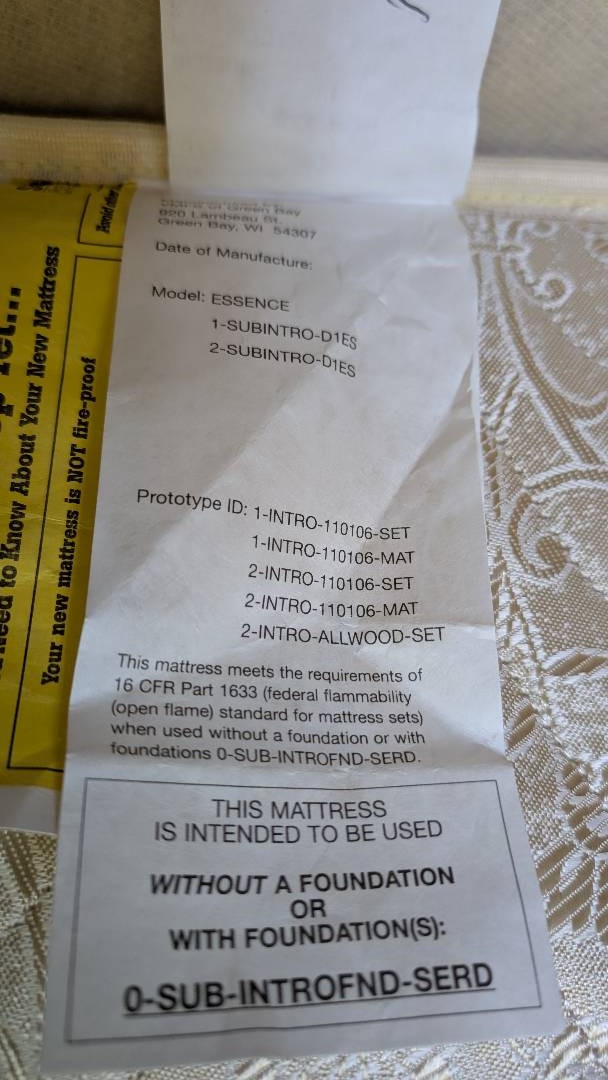 of Green Bay
920 Lambeau St.
Green Bay, WI 54307
Date of Manufacture:
Model: ESSENCE
1-SUBINTRO-D1ES
2-SUBINTRO-D1ES
Prototype ID: 1-INTRO-110106-SET
1-INTRO-110106-MAT
2-INTRO-110106-SET
2-INTRO-110106-MAT
2-INTRO-ALLWOOD-SET
This mattress meets the requirements of
16 CFR Part 1633 (federal flammability
(open flame) standard for mattress sets)
when used without a foundation or with
foundations 0-SUB-INTROFND-SERD.
THIS MATTRESS
IS INTENDED TO BE USED
WITHOUT A FOUNDATION
OR
WITH FOUNDATION(S):
0-SUB-INTROFND-SERD
to Know About Your New Mattress
Your new mattress is NOT fire-proof
Avoid